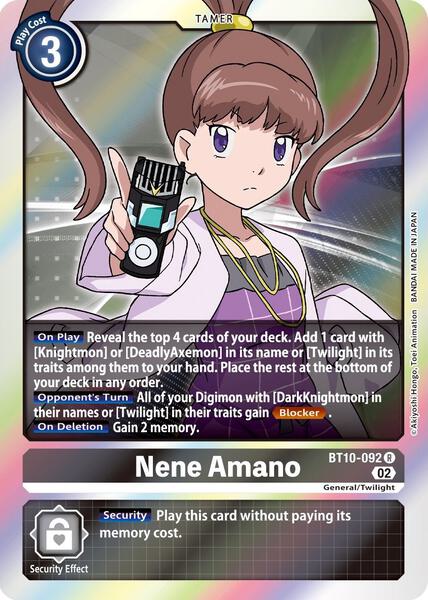 TAMER
Play Cost
3
On Play Reveal the top 4 cards of your deck. Add 1 card with
[Knightmon] or [DeadlyAxemon] in its name or [Twilight] in its
traits among them to your hand. Place the rest at the bottom of
your deck in any order.
Opponent's Turn All of your Digimon with [DarkKnightmon] in
their names or [Twilight] in their traits gain Blocker .
On Deletion Gain 2 memory.
©Akiyoshi Hongo, Toei Animation BANDAI MADE IN JAPAN
Nene Amano
BT10-092 R
02
General/Twilight
Security Play this card without paying its
memory cost.
Security Effect